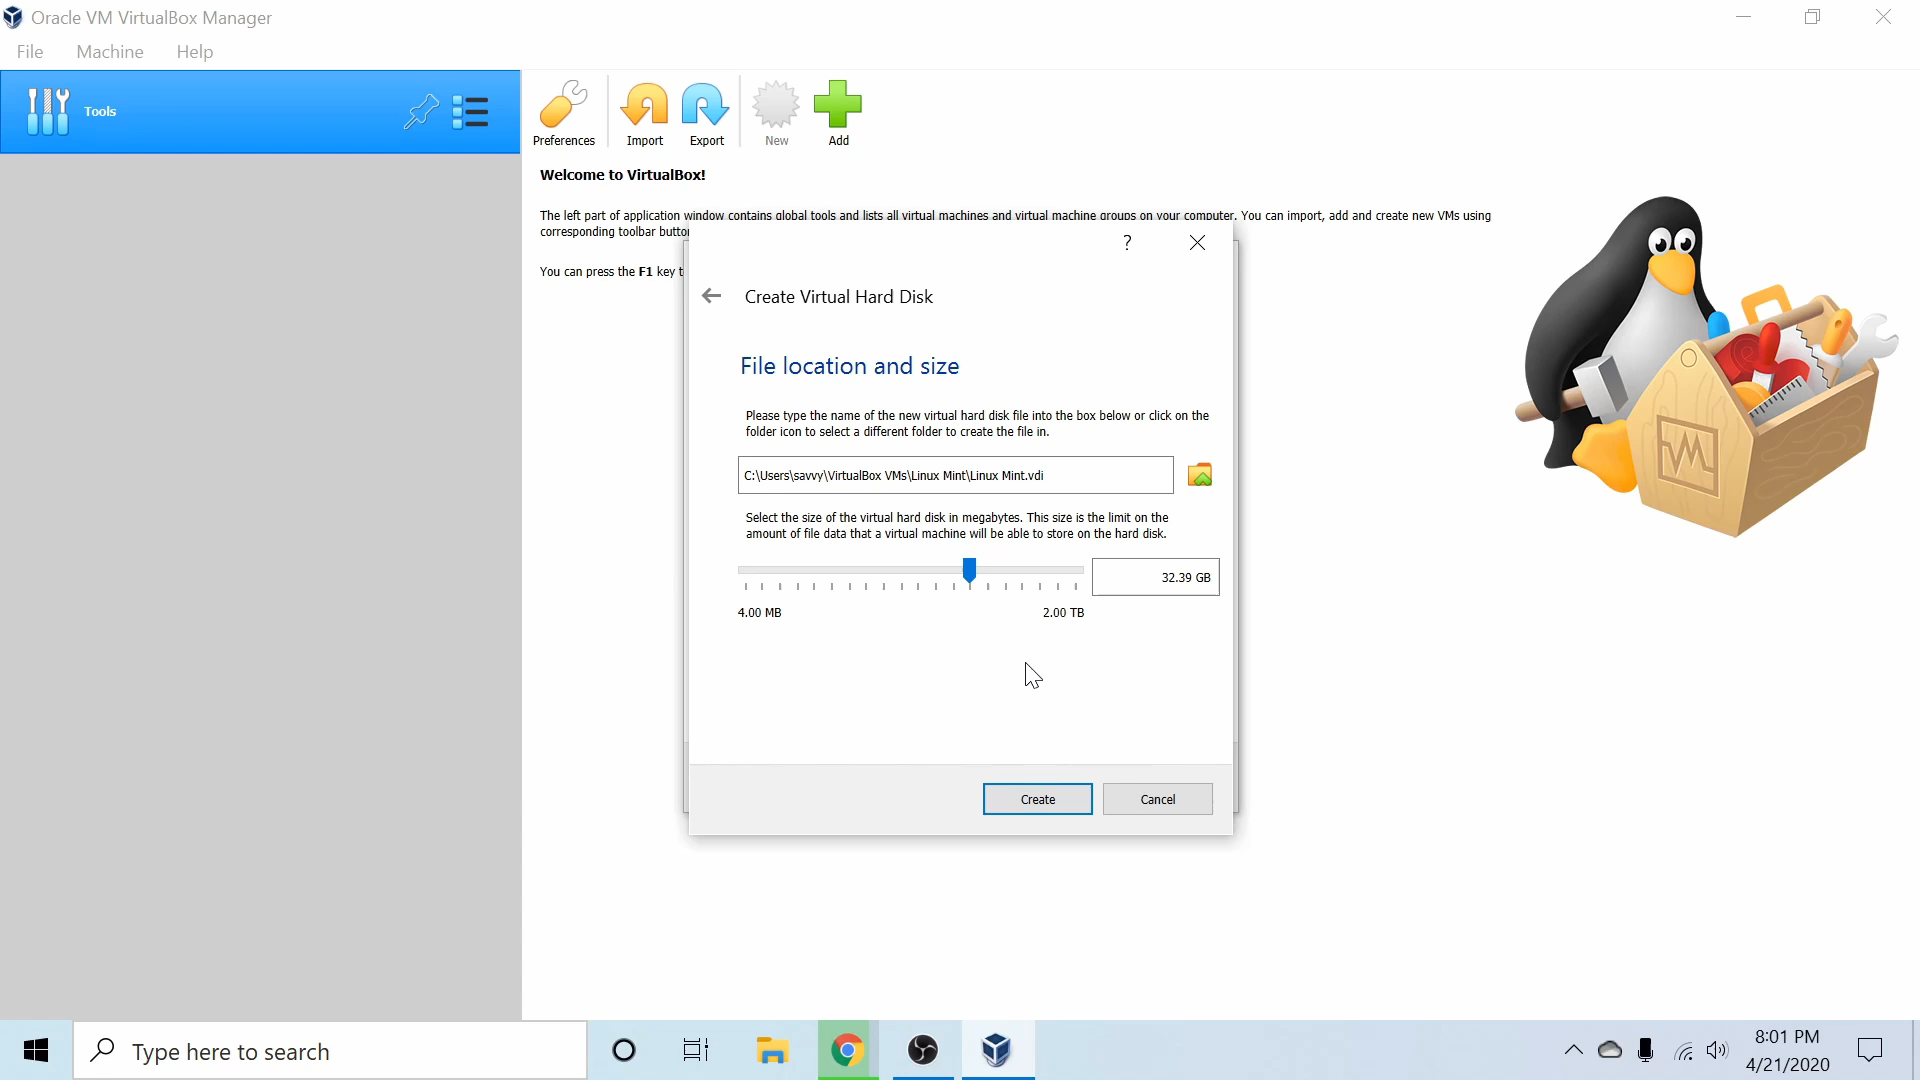 Oracle VM VirtualBox Manager
File Machine Help
Tools
Preferences Import Export New Add
Welcome to VirtualBox!
The left part of application window contains global tools and lists all virtual machines and virtual machine groups on your computer. You can import, add and create new VMs using
corresponding toolbar butto
You can press the F1 key t
?
Create Virtual Hard Disk
File location and size
Please type the name of the new virtual hard disk file into the box below or click on the
folder icon to select a different folder to create the file in.
C:\Users\savvy\VirtualBox VMs\Linux Mint\Linux Mint.vdi
Select the size of the virtual hard disk in megabytes. This size is the limit on the
amount of file data that a virtual machine will be able to store on the hard disk.
32.39 GB
4.00 MB 2.00 TB
Create Cancel
Type here to search
8:01 PM
4/21/2020